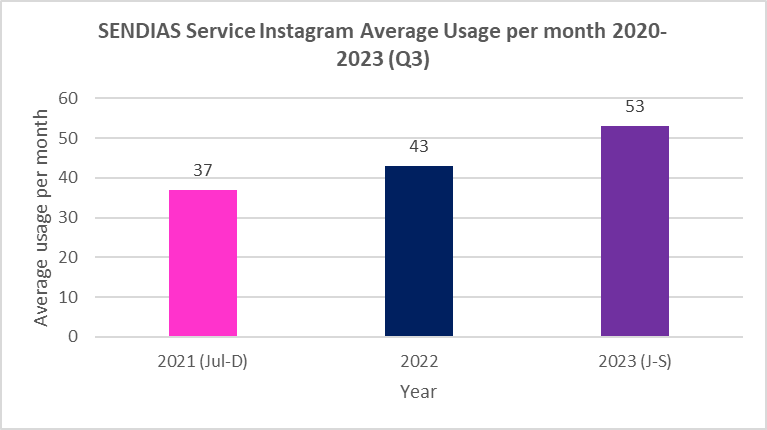 SENDIAS Service Instagram Average Usage per month 2020-
2023 (Q3)
Average usage per month
60
50
40
30
20
10
0
37
43
53
2021 (Jul-D)
2022
2023 (J-S)
Year